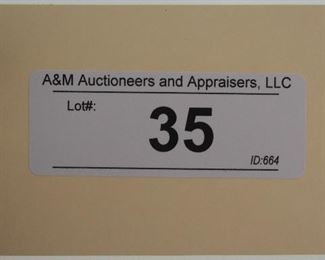 A&M Auctioneers and Appraisers, LLC
Lot#:
35
ID:664